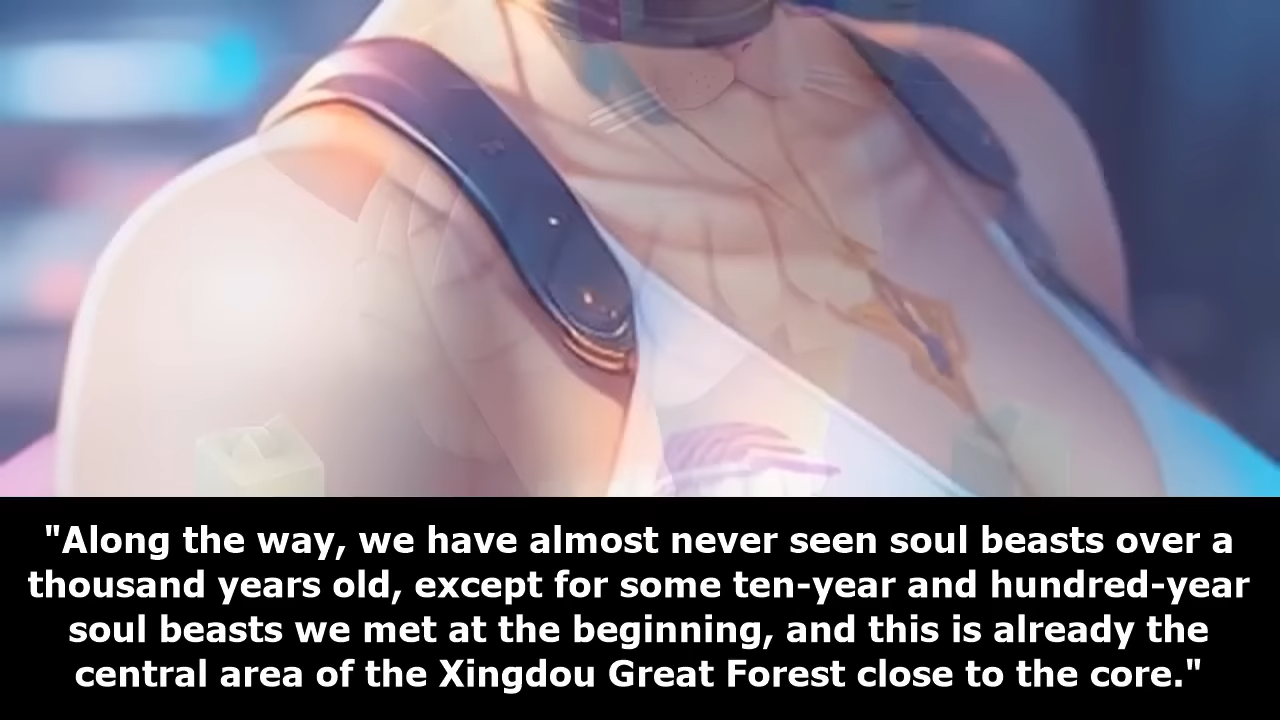 "Along the way, we have almost never seen soul beasts over a
thousand years old, except for some ten-year and hundred-year
soul beasts we met at the beginning, and this is already the
central area of the Xingdou Great Forest close to the core."